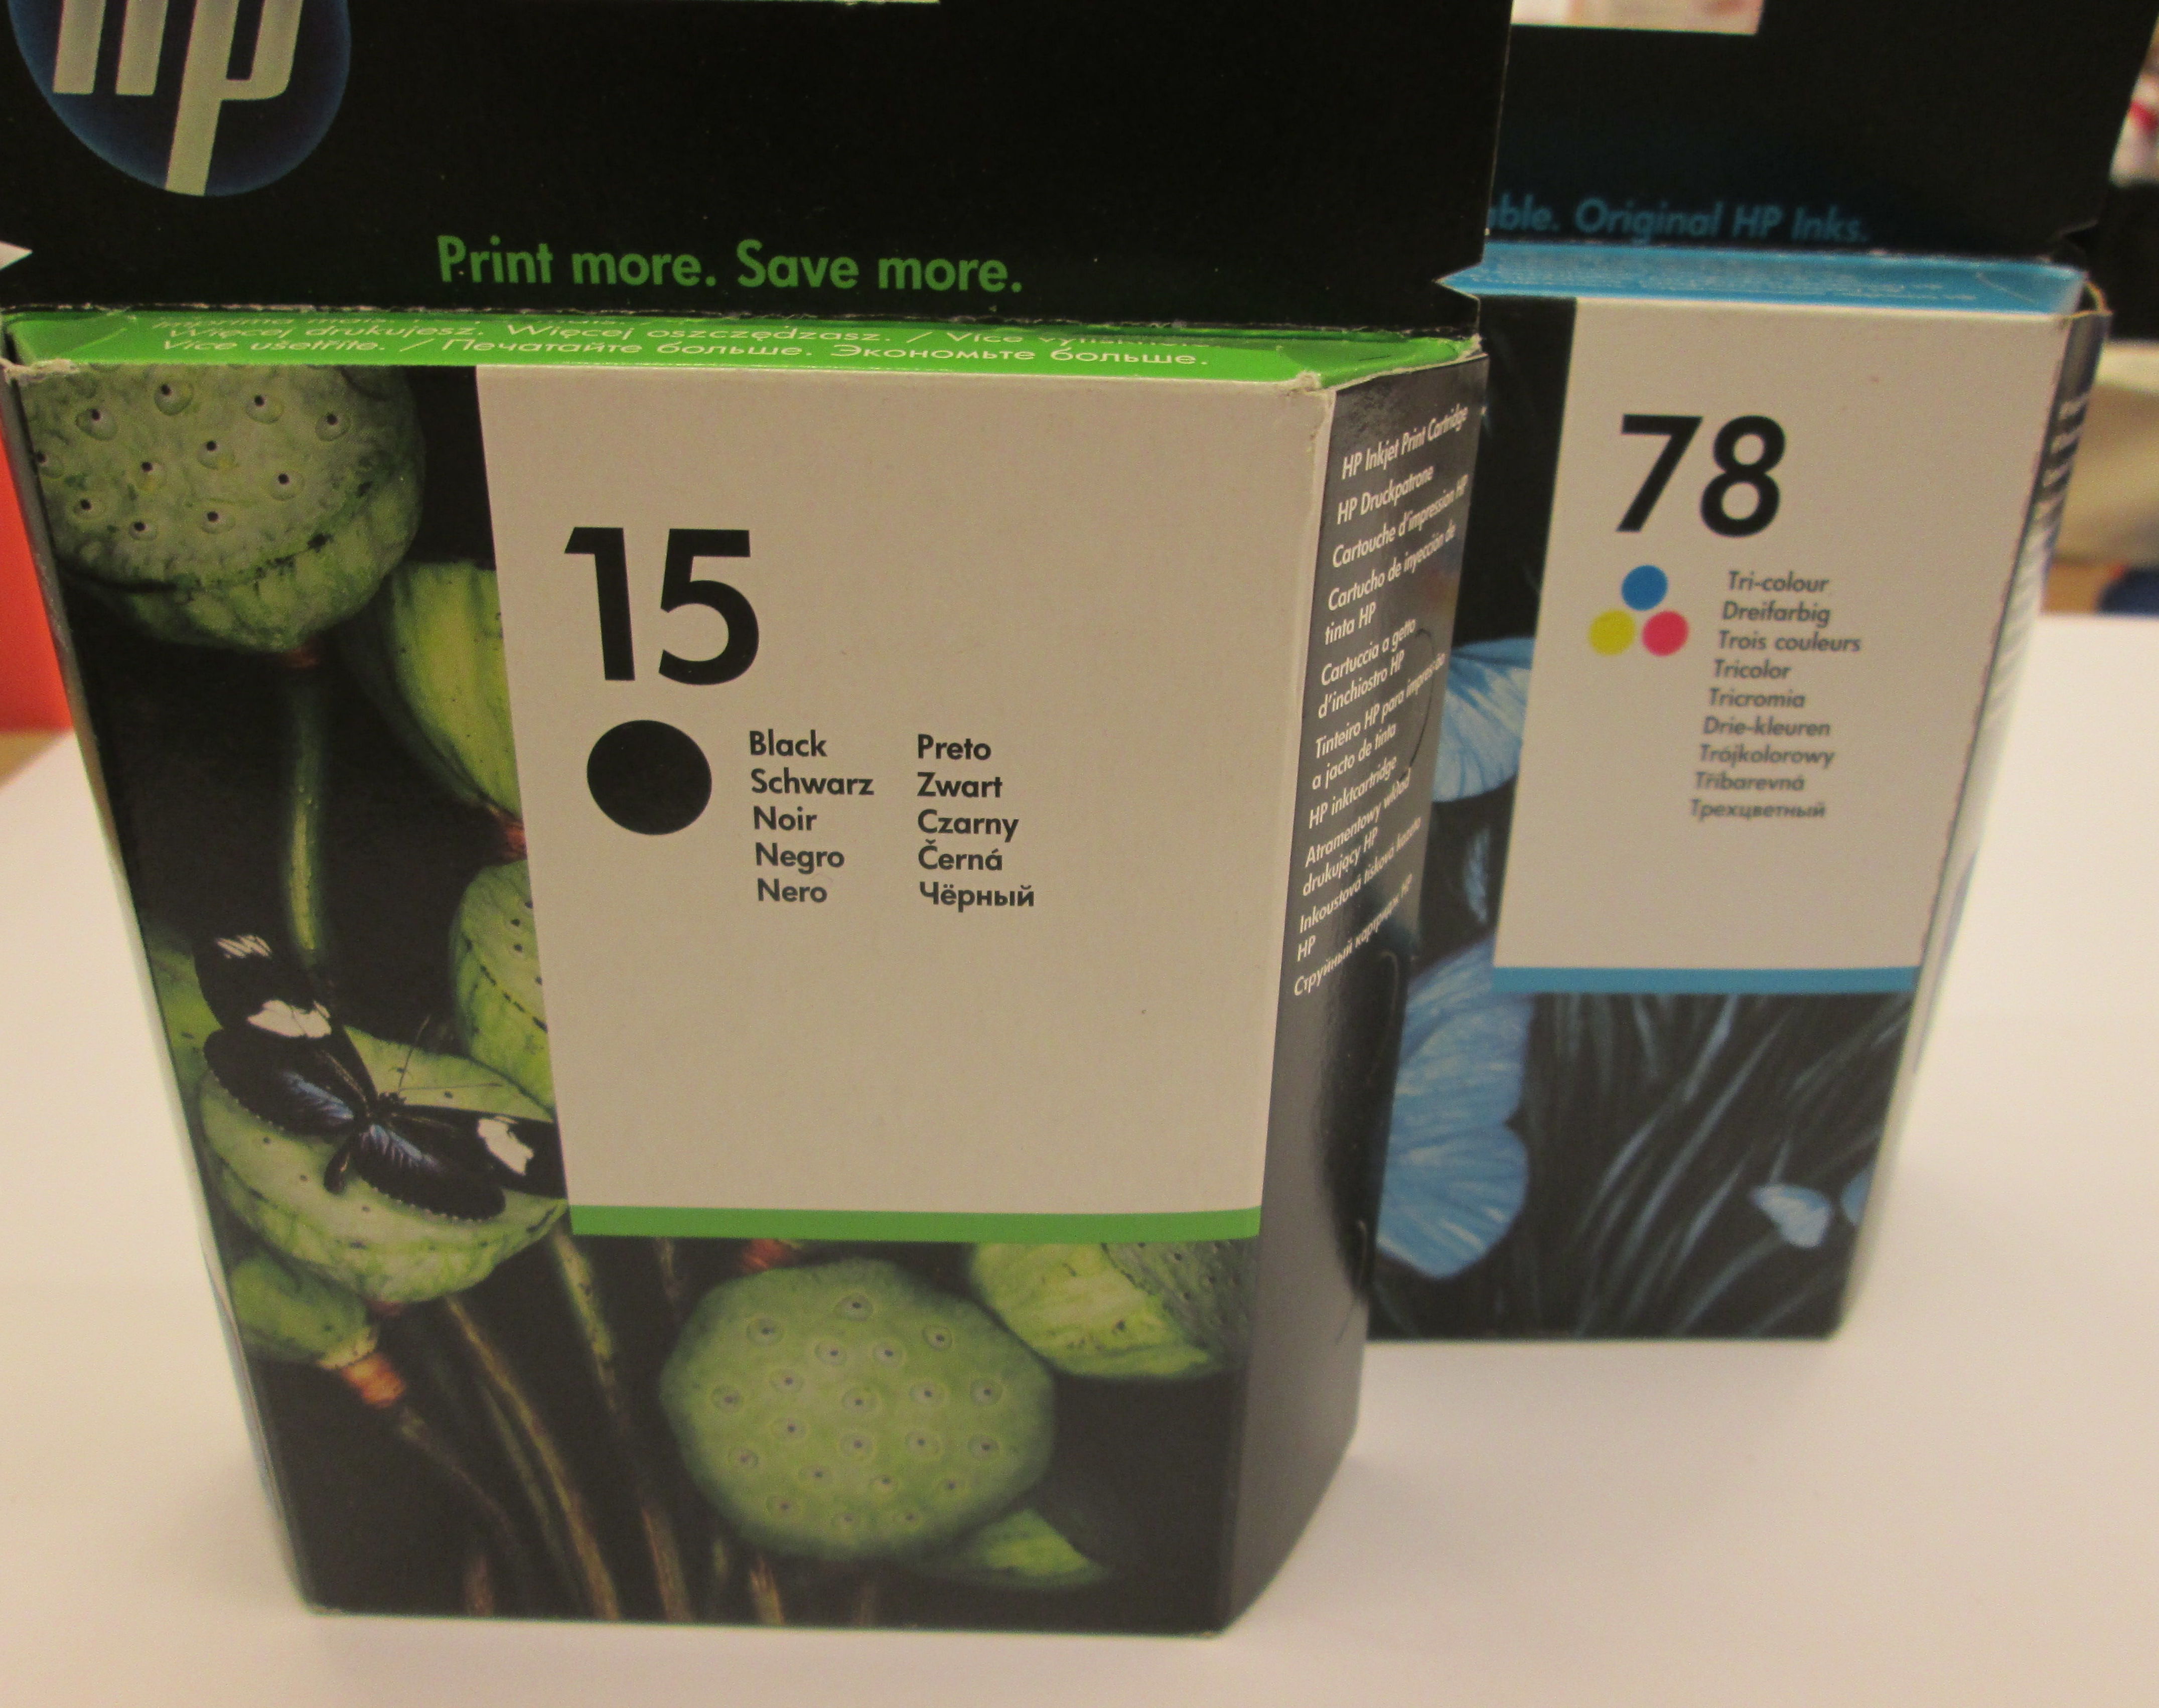 hp
Print more. Save more.
Więcej drukujesz. Więcej oszczędzasz. / Více
Více ušetříte. / Печатайте больше. Экономьте больше.
15
Black
Schwarz
Noir
Negro
Nero
Preto
Zwart
Czarny
Černá
Чёрный
HP Inkjet Print Cartridge
HP Druckpatrone
Cartouche d'impression HP
Cartucho de inyección de
tinta HP
Cartuccia a getto
d'inchiostro HP
Tinteiro HP para impressão
a jacto de tinta
HP inktcartridge
Atramentowy wkład
drukujący HP
Inkoustová tisková kazeta
HP
Струйный картридж HP
Original HP Inks.
78
Tri-colour
Dreifarbig
Trois couleurs
Tricolor
Tricromia
Drie-kleuren
Trójkolorowy
Tříbarevná
Трехцветный